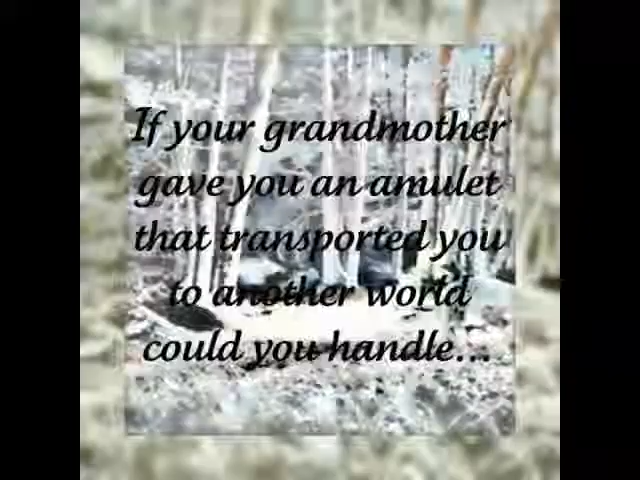 If your grandmother
gave you an amulet
that transported you
to another world
could you handle...